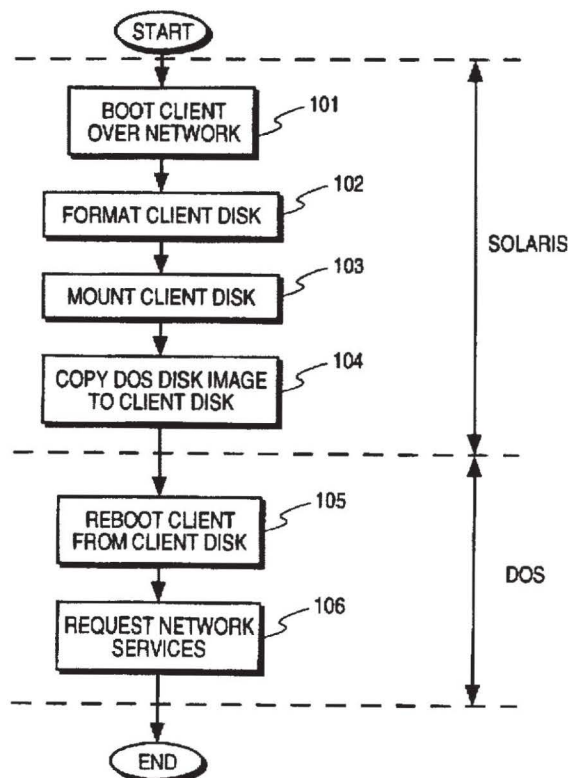 START
BOOT CLIENT
OVER NETWORK
101
FORMAT CLIENT DISK
102
MOUNT CLIENT DISK
103
COPY DOS DISK IMAGE
TO CLIENT DISK
104
SOLARIS
REBOOT CLIENT
FROM CLIENT DISK
105
REQUEST NETWORK
SERVICES
106
DOS
END